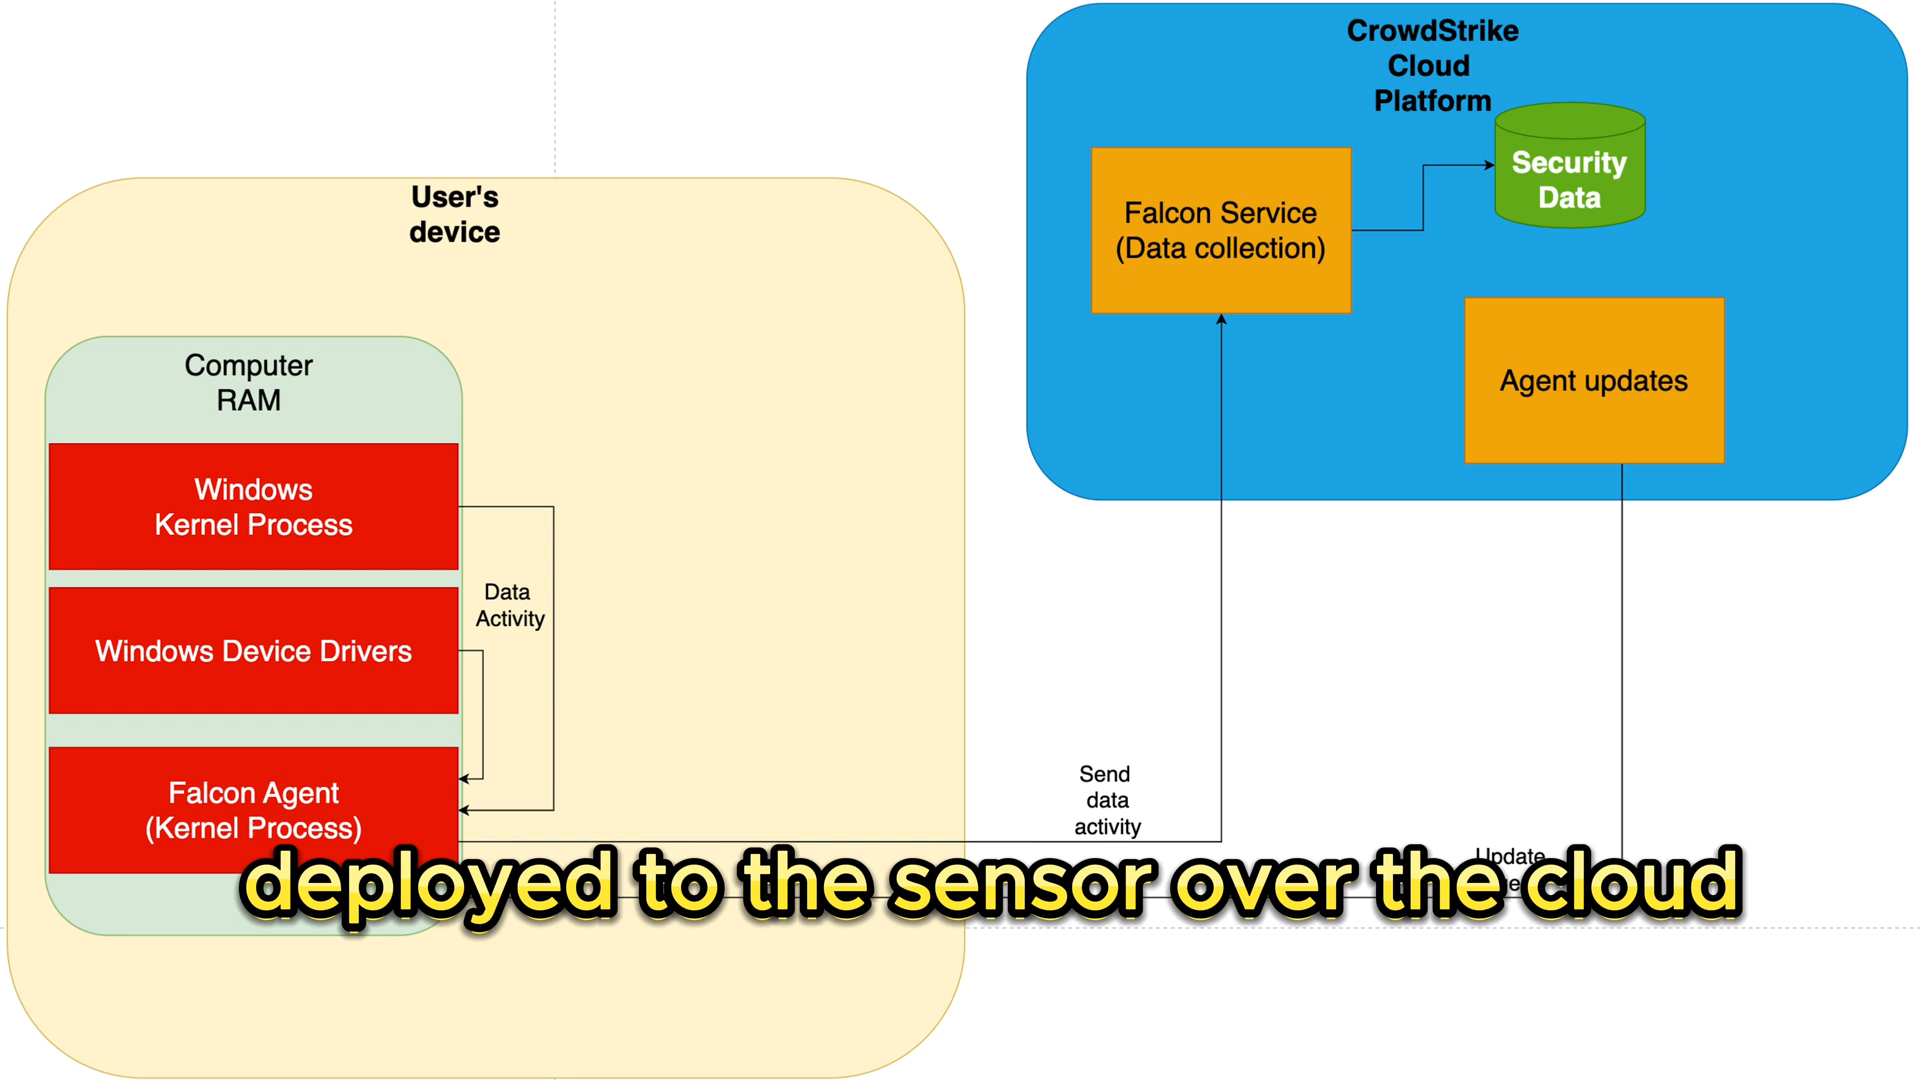 CrowdStrike
Cloud
Platform
Security
Data
Falcon Service
(Data collection)
Agent updates
User's
device
Computer
RAM
Windows
Kernel Process
Data
Activity
Windows Device Drivers
Falcon Agent
(Kernel Process)
Send
data
activity
Update
deployed to the sensor over the cloud